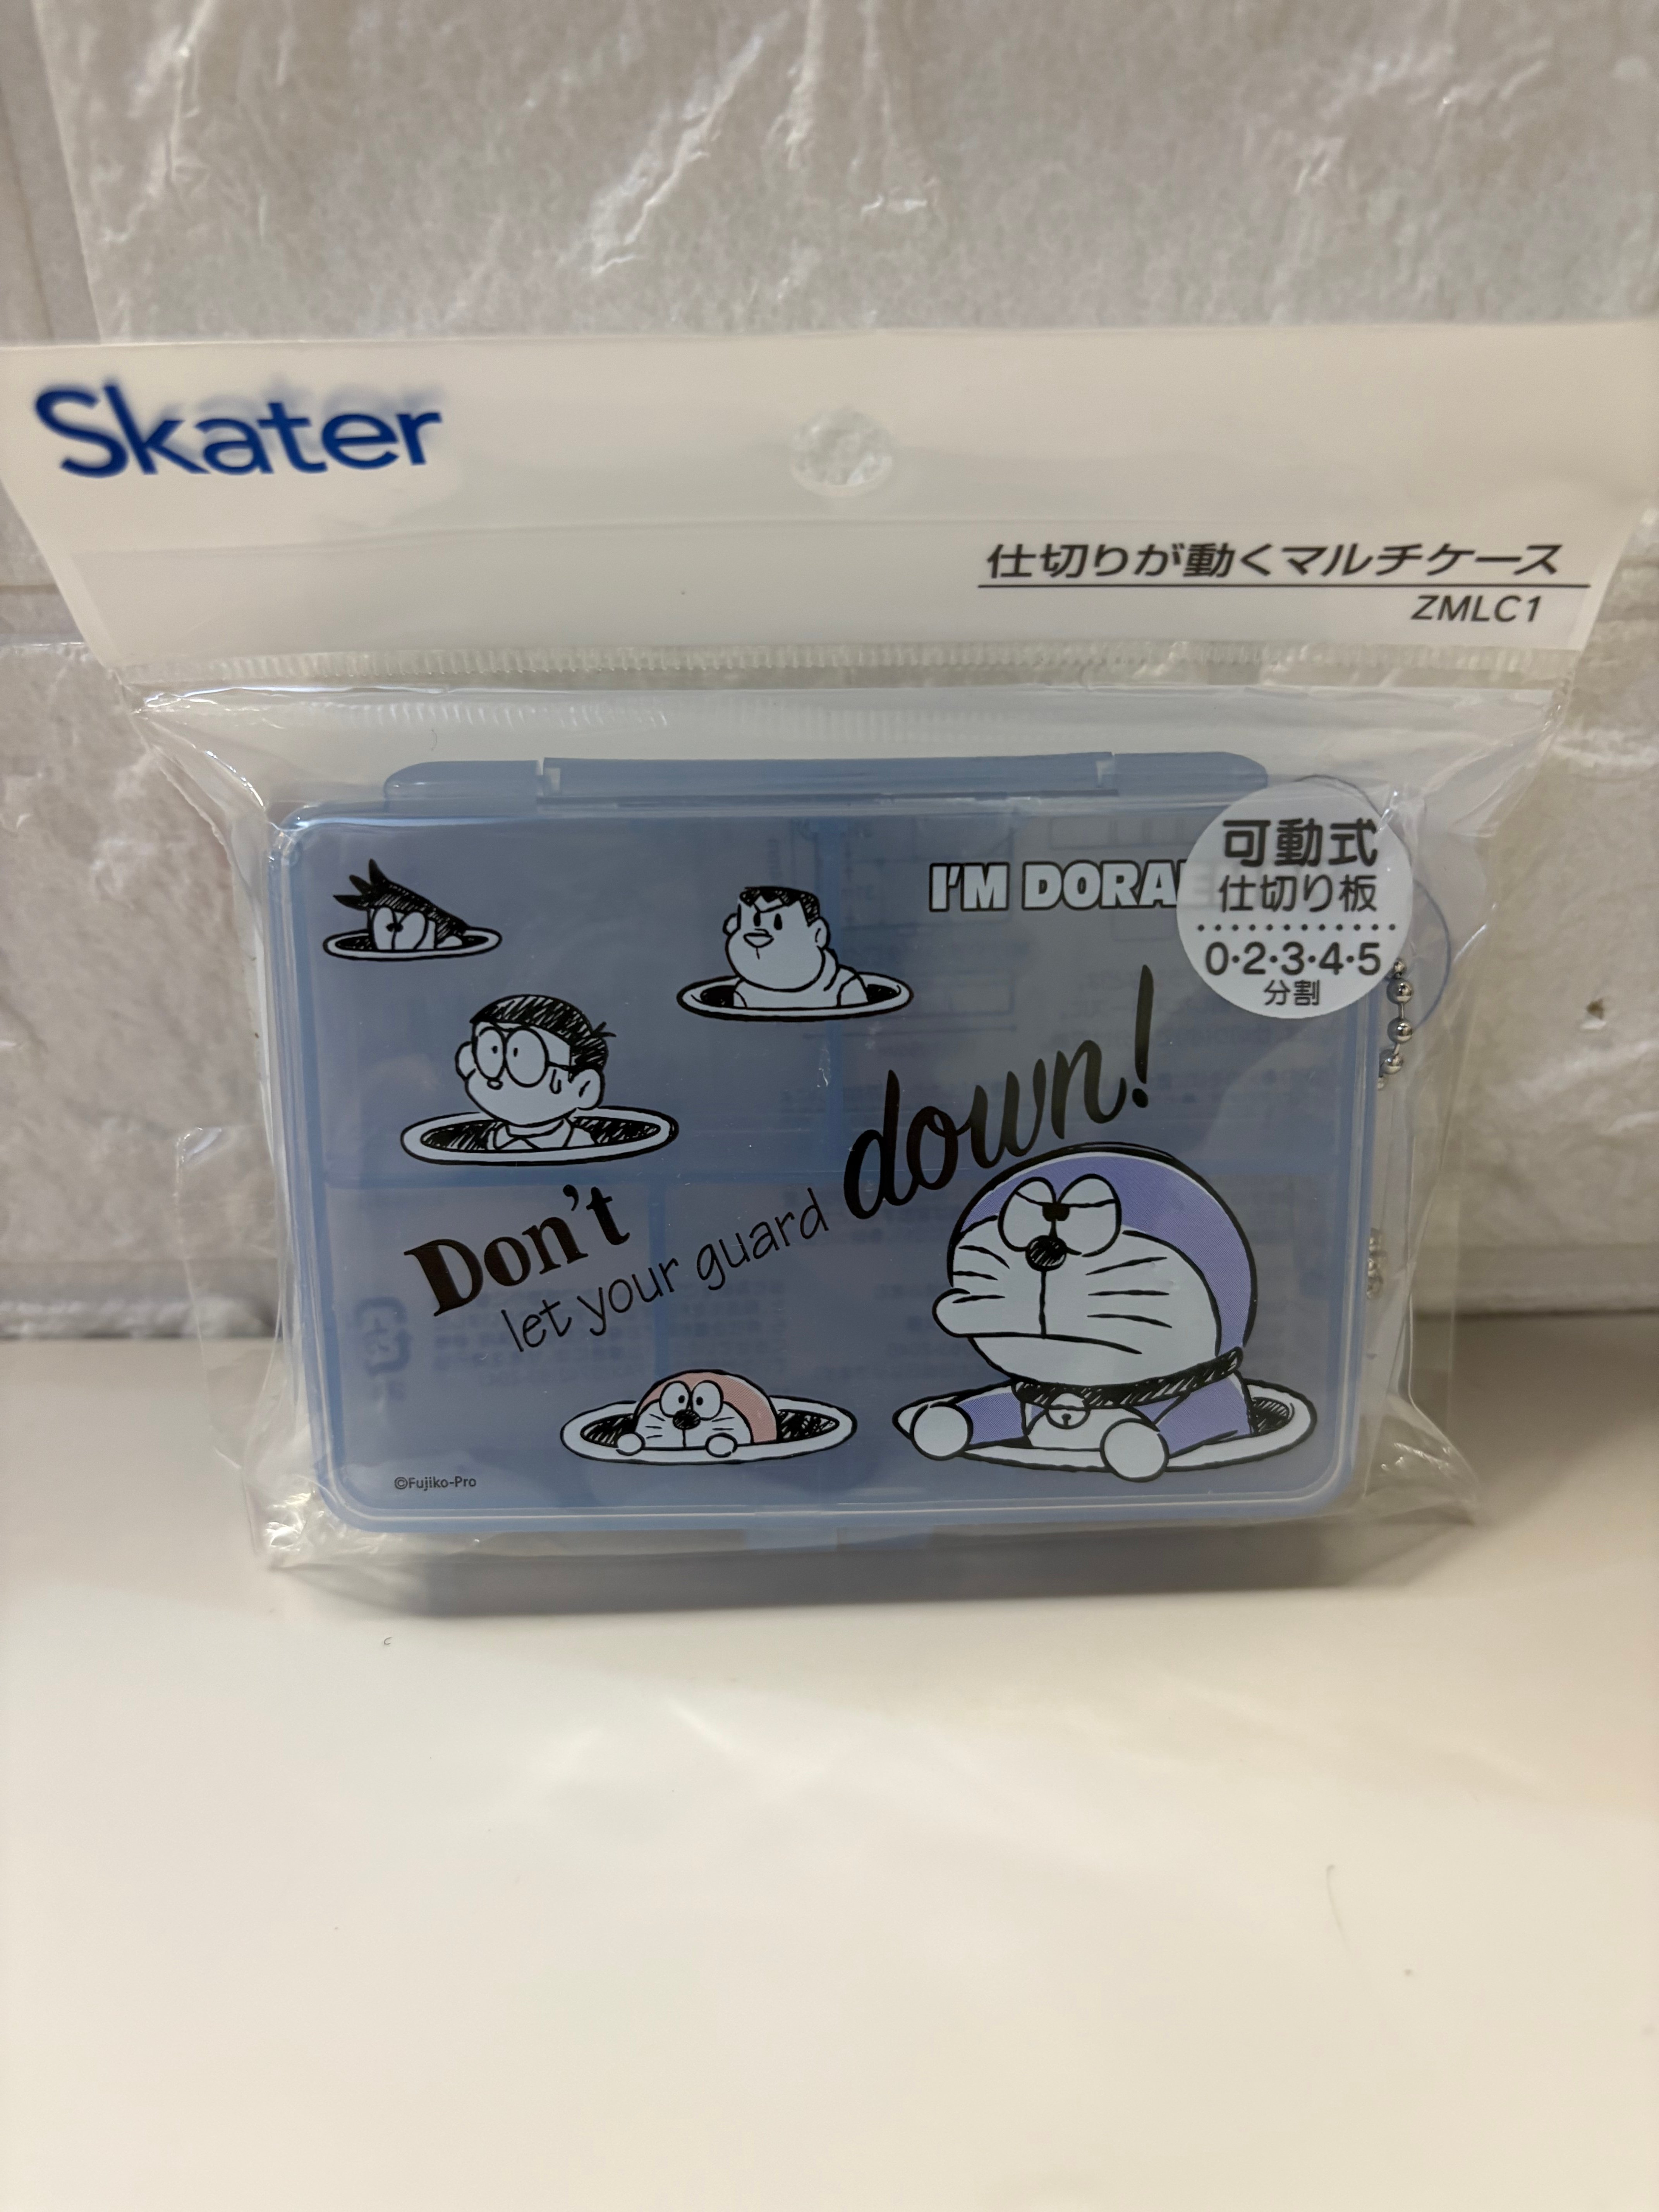 Skater
仕切りが動くマルチケース
ZMLC1
I'M DORAE
可動式
仕切り板
0・2・3・4・5
分割
Don't
let your guard
down!
©Fujiko-Pro